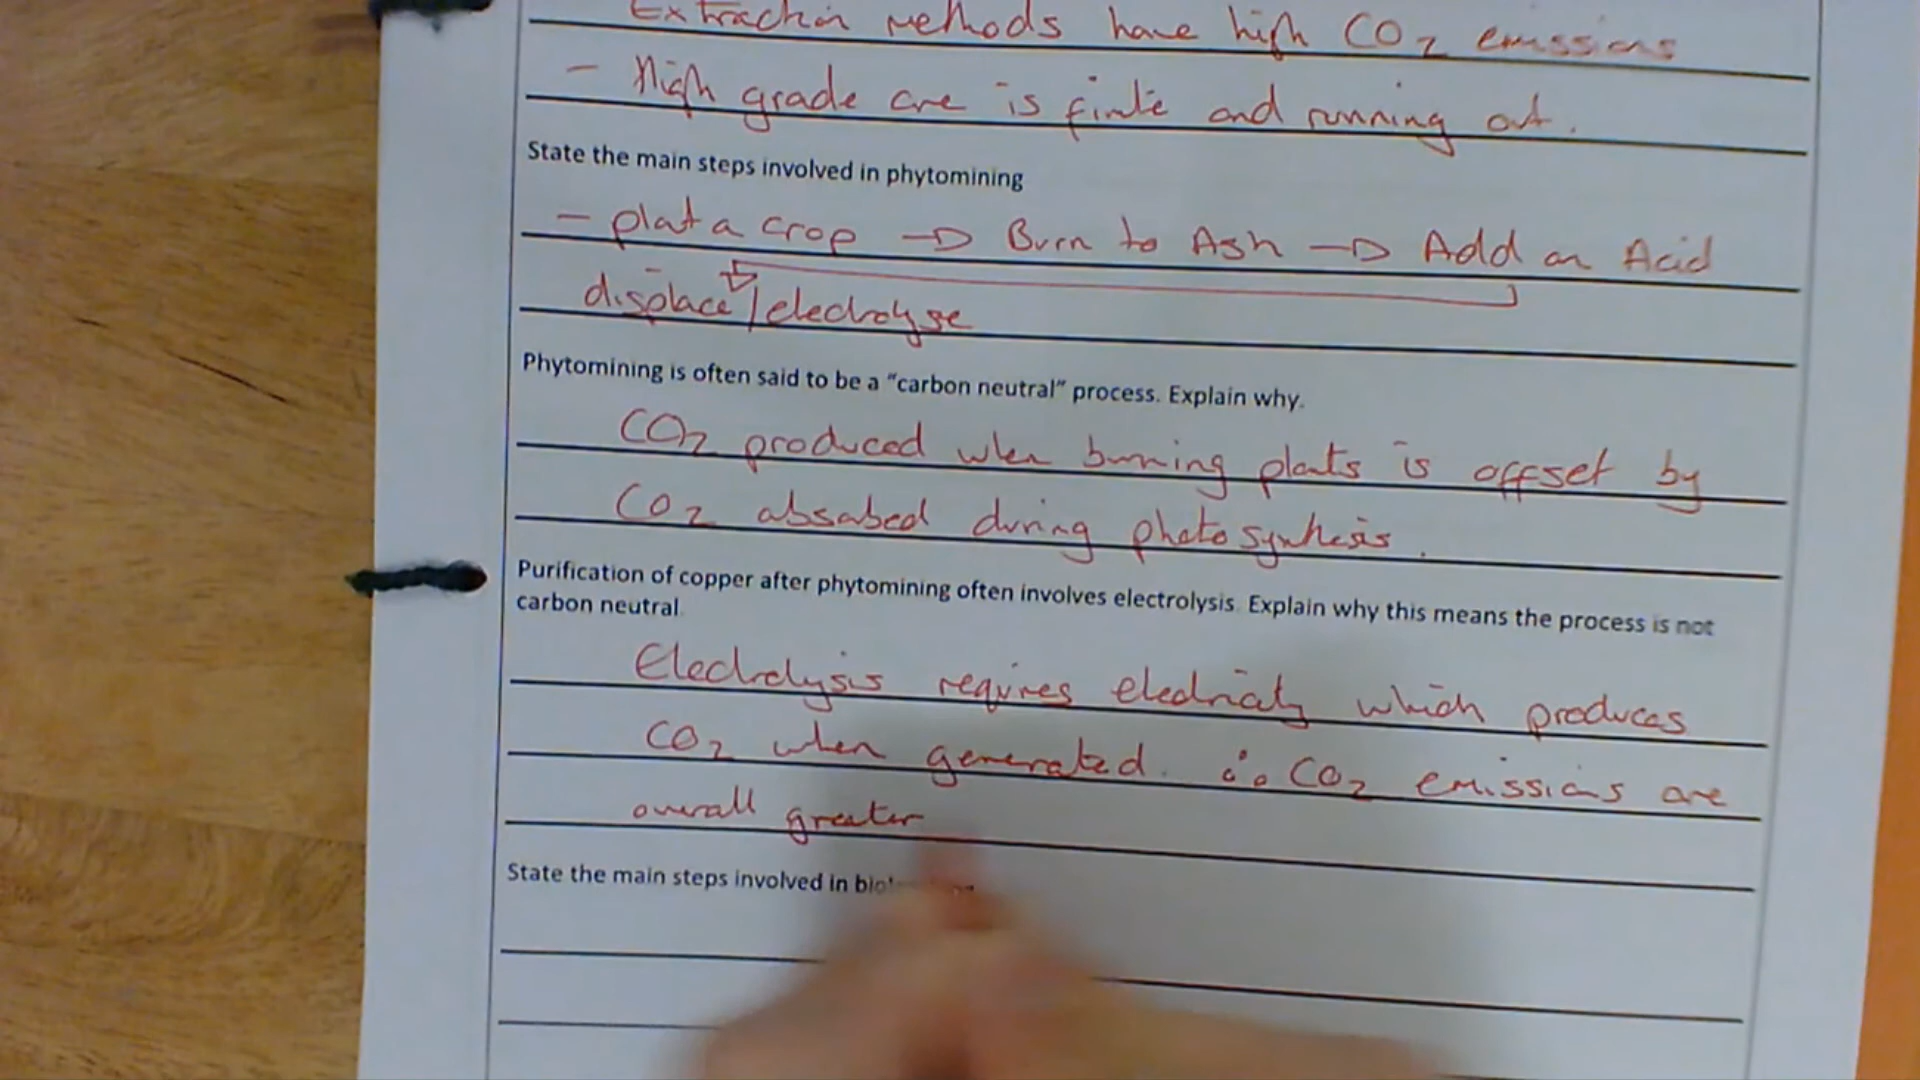 Extraction methods have high CO2 emissions
- High grade ore is finite and running out.
State the main steps involved in phytomining
- plant a crop → Burn to Ash → Add an Acid
displace / electrolyse
Phytomining is often said to be a “carbon neutral” process. Explain why.
CO2 produced when burning plants is offset by
CO2 absorbed during photosynthesis.
Purification of copper after phytomining often involves electrolysis. Explain why this means the process is not
carbon neutral.
Electrolysis requires electricity which produces
CO2 when generated. ∴ CO2 emissions are
overall greater
State the main steps involved in